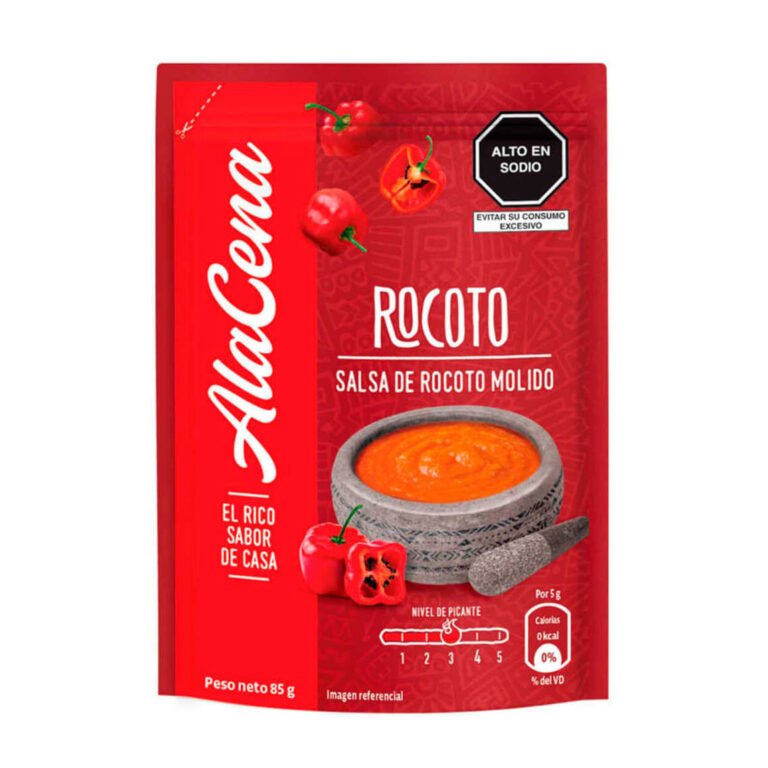 AlaCena
EL RICO
SABOR
DE CASA
Peso neto 85 g
ALTO EN
SODIO
EVITAR SU CONSUMO
EXCESIVO
ROCOTO
SALSA DE ROCOTO MOLIDO
NIVEL DE PICANTE
1 2 3 4 5
Por 5 g
Calorías
0 kcal
0%
% del VD
Imagen referencial